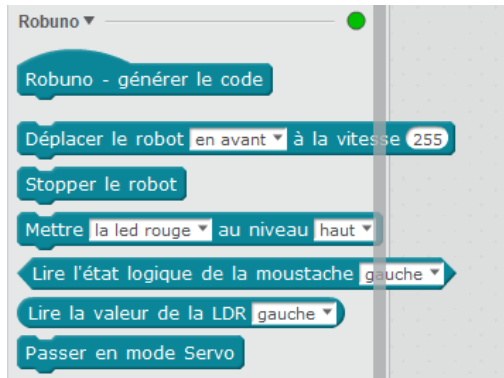 Robuno
Robuno - générer le code
Déplacer le robot en avant à la vitesse 255
Stopper le robot
Mettre la led rouge au niveau haut
Lire l'état logique de la moustache gauche
Lire la valeur de la LDR gauche
Passer en mode Servo